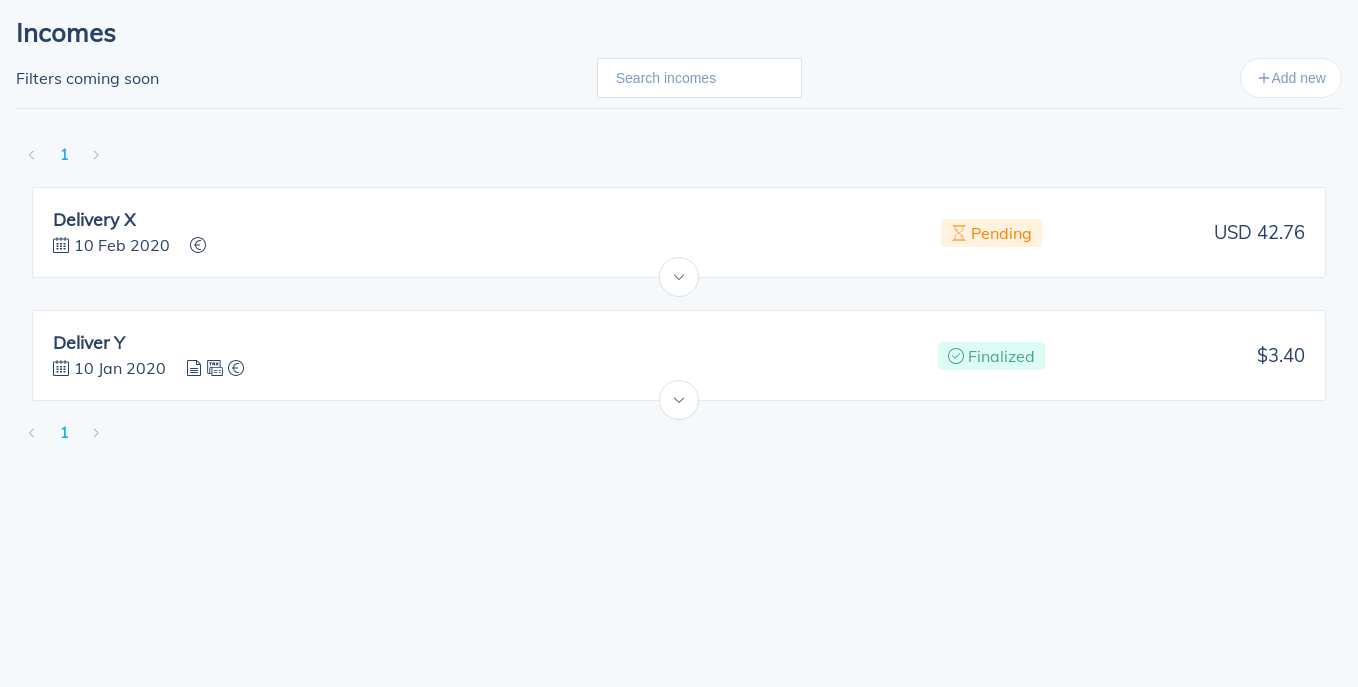 Incomes
Filters coming soon
Search incomes
Add new
1
Delivery X
10 Feb 2020
Pending
USD 42.76
Deliver Y
10 Jan 2020
TAX
Finalized
$3.40
1